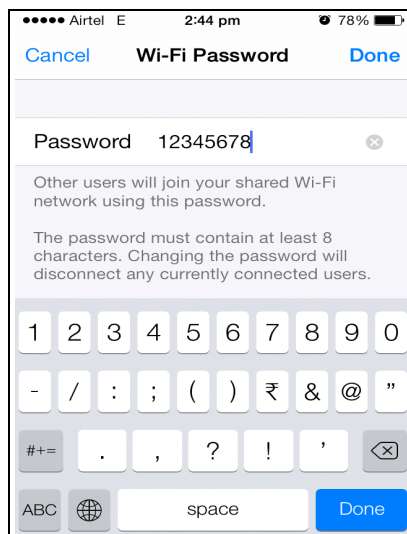 Airtel E 2:44 pm 78%
Cancel Wi-Fi Password Done
Password 12345678
Other users will join your shared Wi-Fi
network using this password.
The password must contain at least 8
characters. Changing the password will
disconnect any currently connected users.
1 2 3 4 5 6 7 8 9 0
- / : ; ( ) ₹ & @ ”
#+= . , ? ! ’
ABC space Done